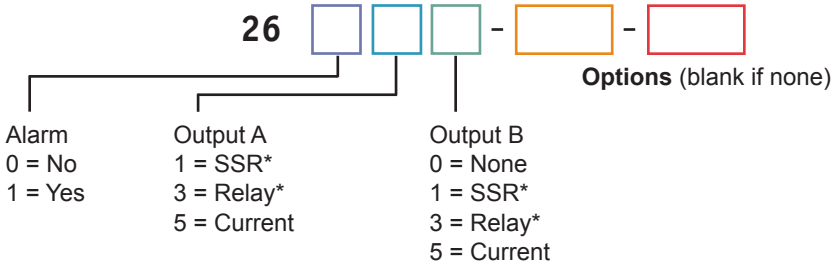 26 - -
Options (blank if none)
Alarm
0 = No
1 = Yes
Output A
1 = SSR*
3 = Relay*
5 = Current
Output B
0 = None
1 = SSR*
3 = Relay*
5 = Current